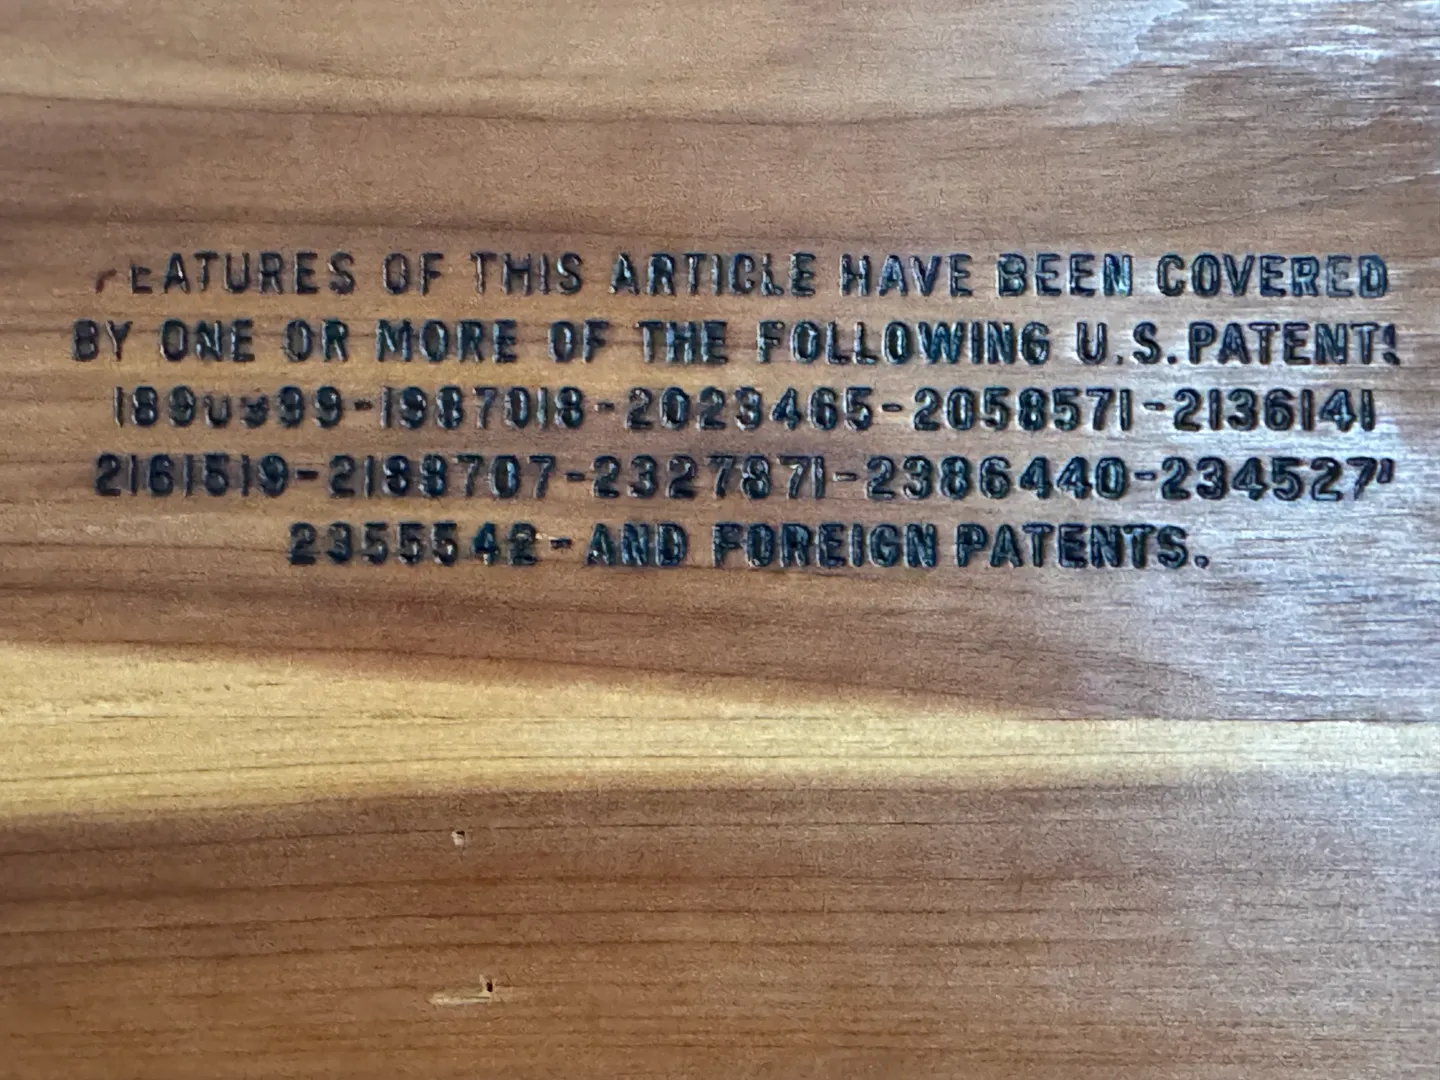 FEATURES OF THIS ARTICLE HAVE BEEN COVERED
BY ONE OR MORE OF THE FOLLOWING U.S. PATENTS
-1987018-2023465-2058571-2136141
2161519-2188707-2327871-2386440-
2355542-AND FOREIGN PATENTS.